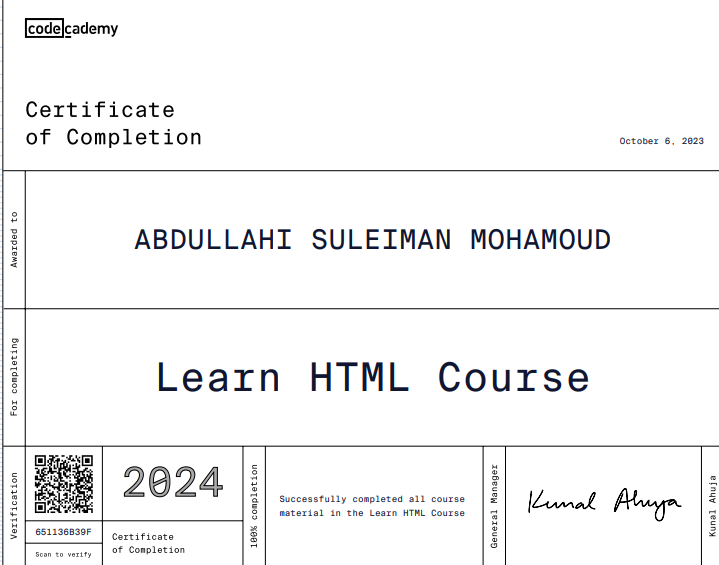 codecademy
Certificate
of Completion
October 6, 2023
Awarded to
ABDULLAHI SULEIMAN MOHAMOUD
For completing
Learn HTML Course
Verification
651136B39F
Scan to verify
2024
Certificate
of Completion
100% completion
Successfully completed all course
material in the Learn HTML Course
General Manager
Kunal Ahuja
Kunal Ahuja